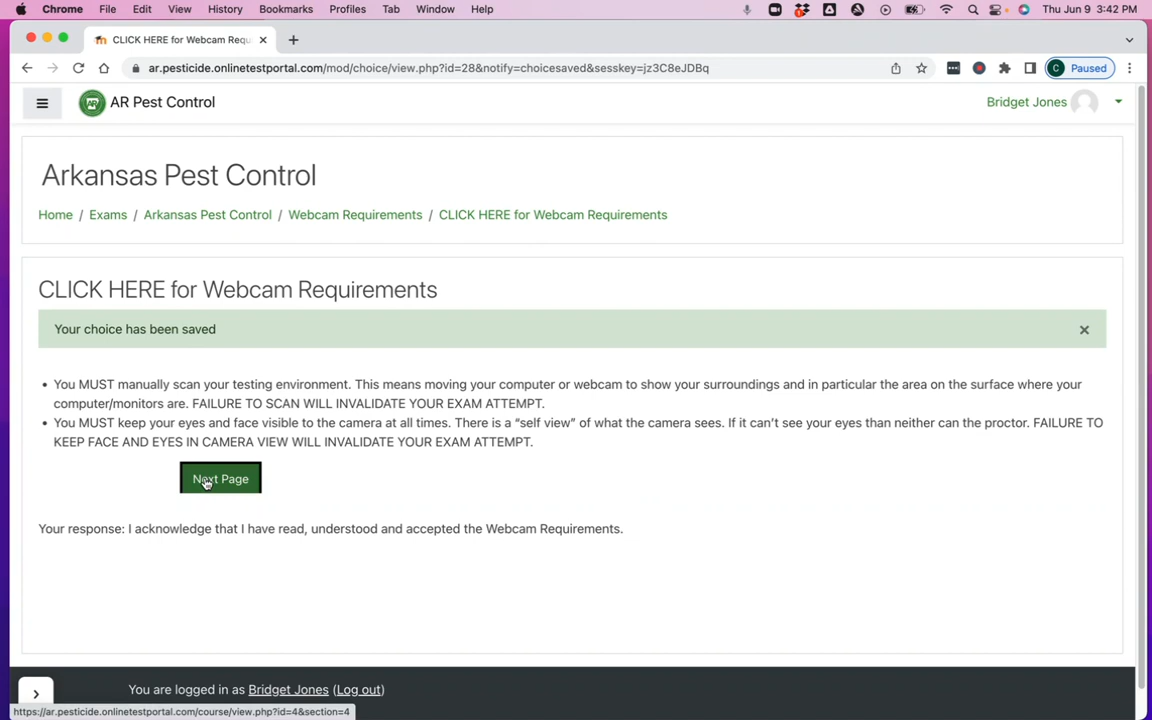 Chrome File Edit View History Bookmarks Profiles Tab Window Help Thu Jun 9 3:42 PM
CLICK HERE for Webcam Requ
ar.pesticide.onlinetestportal.com/mod/choice/view.php?id=28&notify=choicesaved&sesskey=jz3C8eJDBq C Paused
AR AR Pest Control Bridget Jones
Arkansas Pest Control
Home / Exams / Arkansas Pest Control / Webcam Requirements / CLICK HERE for Webcam Requirements
CLICK HERE for Webcam Requirements
Your choice has been saved ×
• You MUST manually scan your testing environment. This means moving your computer or webcam to show your surroundings and in particular the area on the surface where your
computer/monitors are. FAILURE TO SCAN WILL INVALIDATE YOUR EXAM ATTEMPT.
• You MUST keep your eyes and face visible to the camera at all times. There is a “self view” of what the camera sees. If it can’t see your eyes than neither can the proctor. FAILURE TO
KEEP FACE AND EYES IN CAMERA VIEW WILL INVALIDATE YOUR EXAM ATTEMPT.
Next Page
Your response: I acknowledge that I have read, understood and accepted the Webcam Requirements.
You are logged in as Bridget Jones (Log out)
https://ar.pesticide.onlinetestportal.com/course/view.php?id=4&section=4